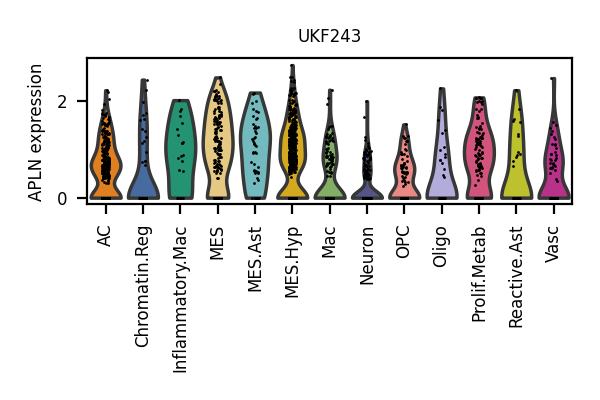 UKF243
APLN expression
2
0
AC
Chromatin.Reg
Inflammatory.Mac
MES
MES.Ast
MES.Hyp
Mac
Neuron
OPC
Oligo
Prolif.Metab
Reactive.Ast
Vasc